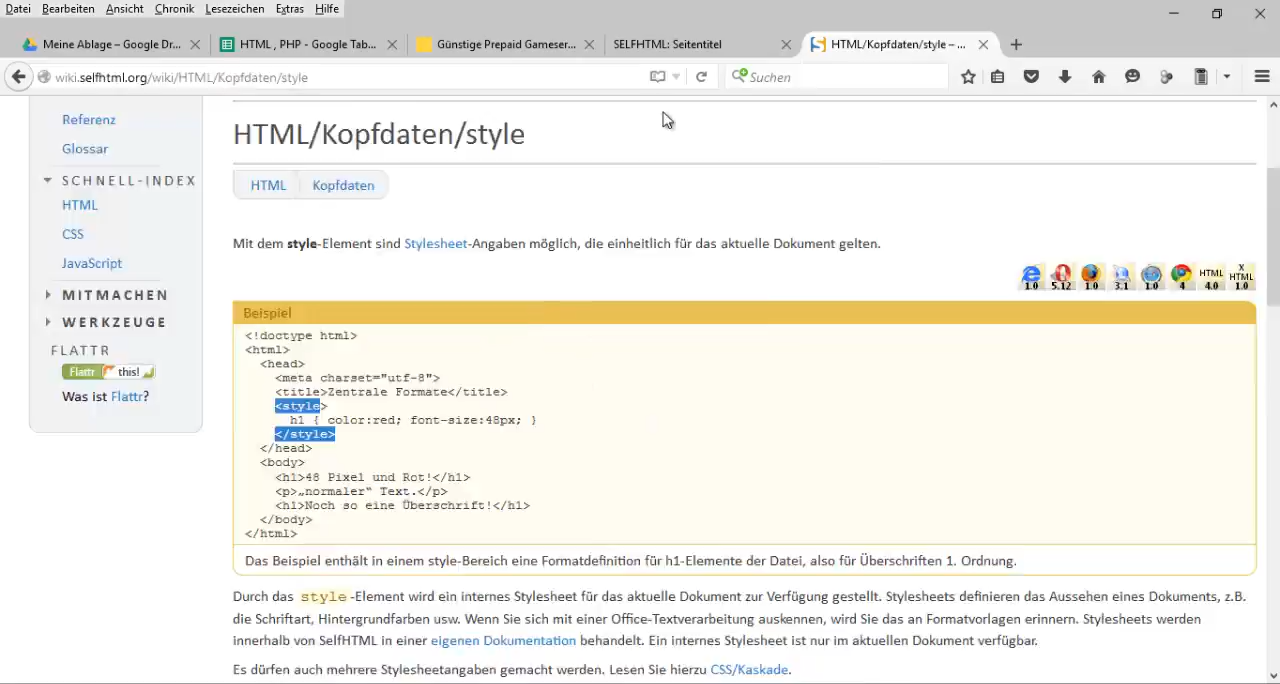 Datei Bearbeiten Ansicht Chronik Lesezeichen Extras Hilfe
Meine Ablage – Google Dr...
HTML , PHP - Google Tab...
Günstige Prepaid Gameser...
SELFHTML: Seitentitel
HTML/Kopfdaten/style – ...
wiki.selfhtml.org/wiki/HTML/Kopfdaten/style
Suchen
Referenz
Glossar
SCHNELL-INDEX
HTML
CSS
JavaScript
MITMACHEN
WERKZEUGE
FLATTR
Flattr this!
Was ist Flattr?
HTML/Kopfdaten/style
HTML Kopfdaten
Mit dem style-Element sind Stylesheet-Angaben möglich, die einheitlich für das aktuelle Dokument gelten.
1.0 5.12 1.0 3.1 1.0 4 HTML 4.0 X HTML 1.0
Beispiel
<!doctype html>
<html>
<head>
<meta charset="utf-8">
<title>Zentrale Formate</title>
<style>
h1 { color:red; font-size:48px; }
</style>
</head>
<body>
<h1>48 Pixel und Rot!</h1>
<p>„normaler“ Text.</p>
<h1>Noch so eine Überschrift!</h1>
</body>
</html>
Das Beispiel enthält in einem style-Bereich eine Formatdefinition für h1-Elemente der Datei, also für Überschriften 1. Ordnung.
Durch das style -Element wird ein internes Stylesheet für das aktuelle Dokument zur Verfügung gestellt. Stylesheets definieren das Aussehen eines Dokuments, z.B.
die Schriftart, Hintergrundfarben usw. Wenn Sie sich mit einer Office-Textverarbeitung auskennen, wird Sie das an Formatvorlagen erinnern. Stylesheets werden
innerhalb von SelfHTML in einer eigenen Dokumentation behandelt. Ein internes Stylesheet ist nur im aktuellen Dokument verfügbar.
Es dürfen auch mehrere Stylesheetangaben gemacht werden. Lesen Sie hierzu CSS/Kaskade.